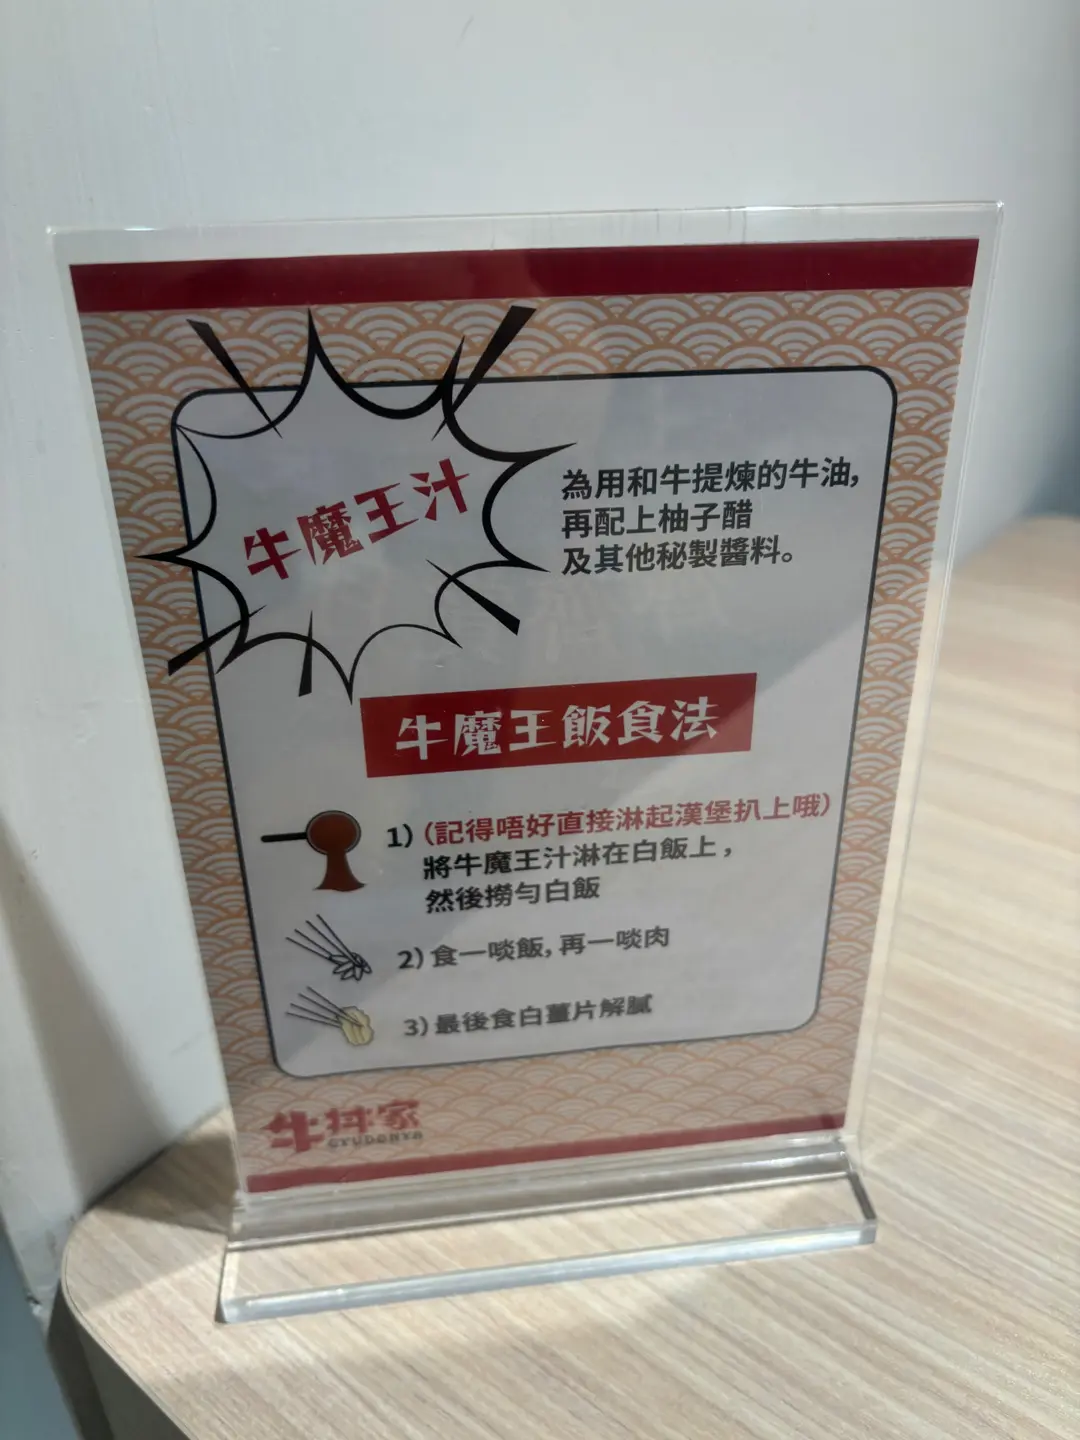 牛魔王汁
為用和牛提煉的牛油,
再配上柚子醋
及其他秘製醬料。
牛魔王飯食法
1)(記得唔好直接淋起漢堡扒上哦)
將牛魔王汁淋在白飯上,
然後撈勻白飯
2) 食一啖飯, 再一啖肉
3) 最後食白薑片解膩
牛丼家
GYUDONYA